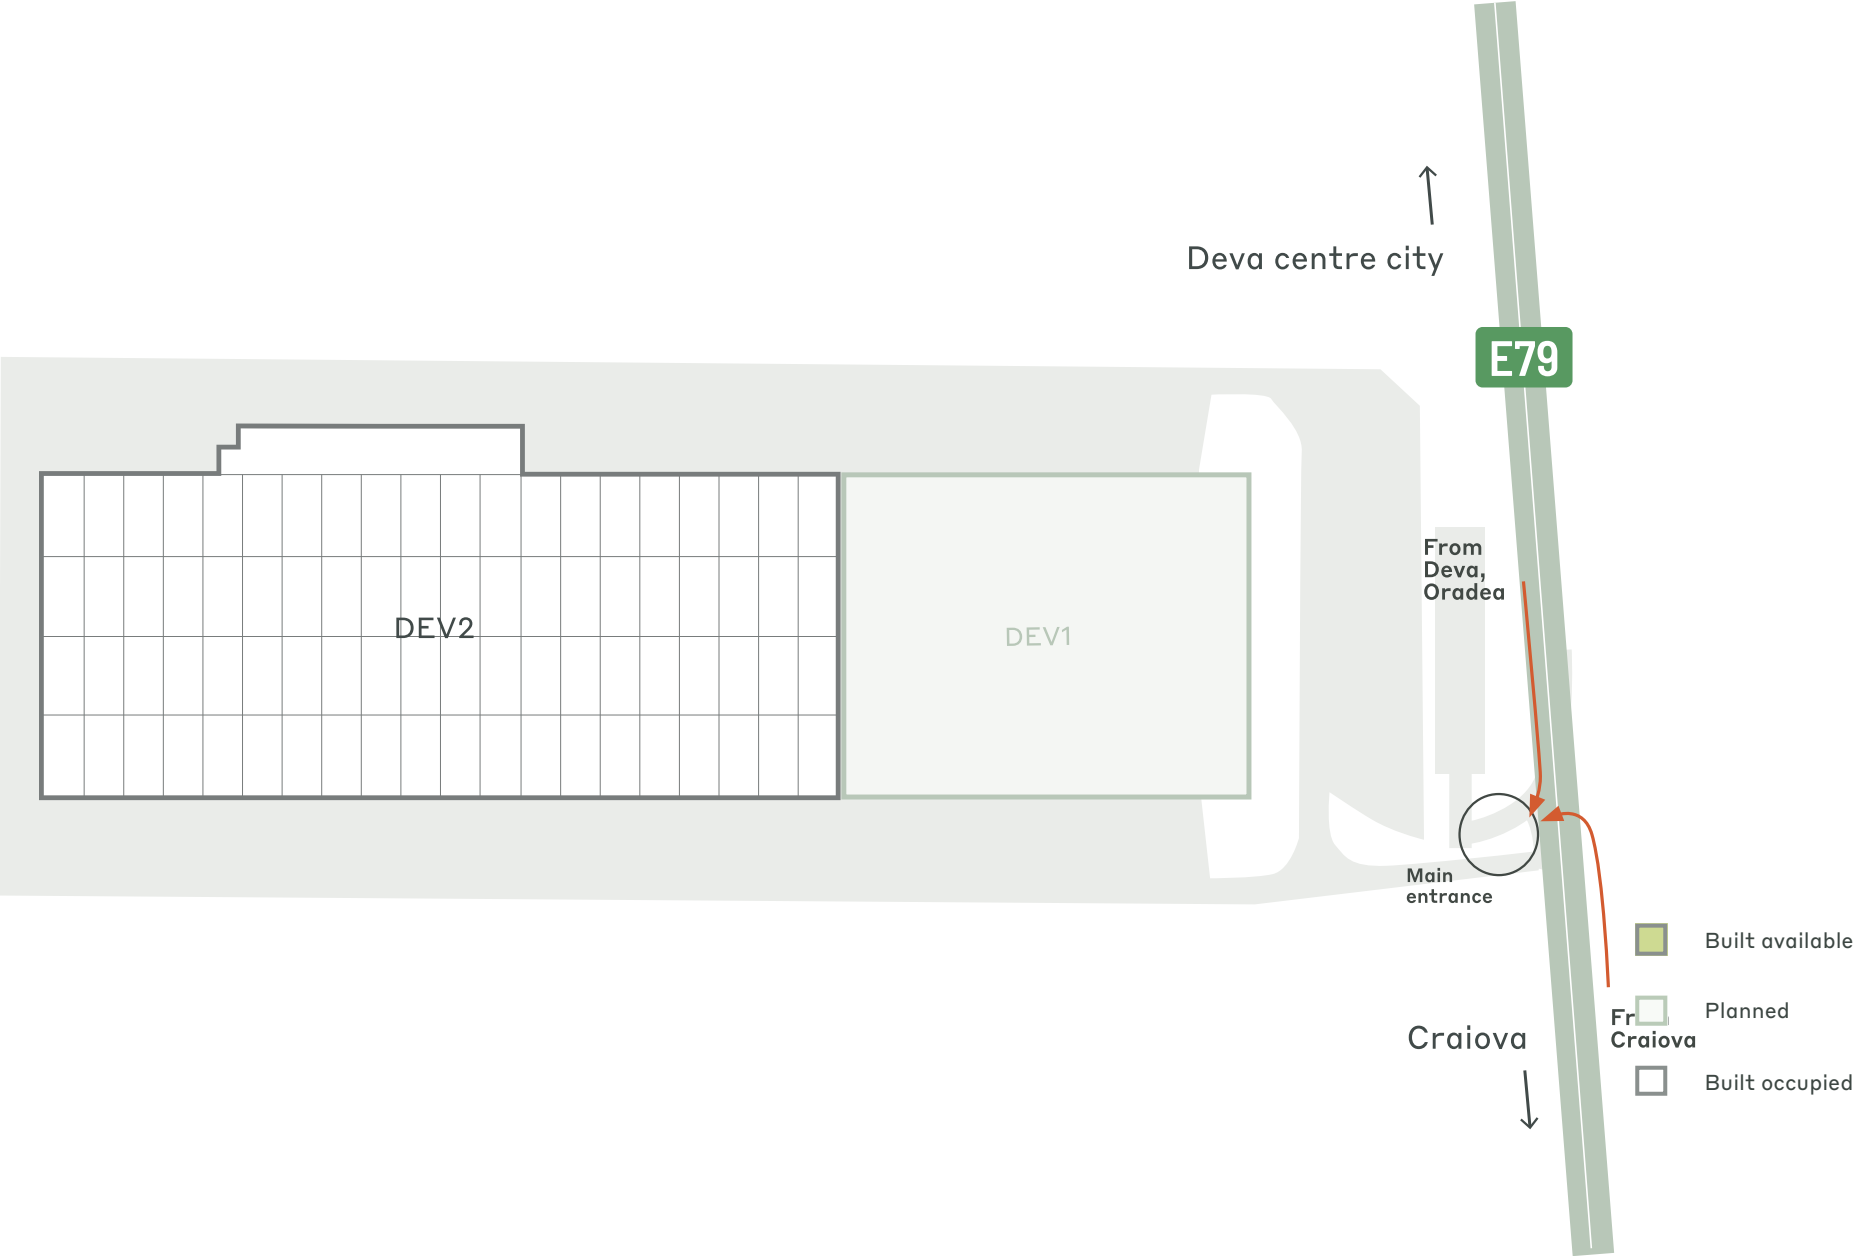 Deva centre city
E79
From
Deva,
Oradea
DEV2
DEV1
Main
entrance
Built available
Planned
Craiova
Craiova
Built occupied